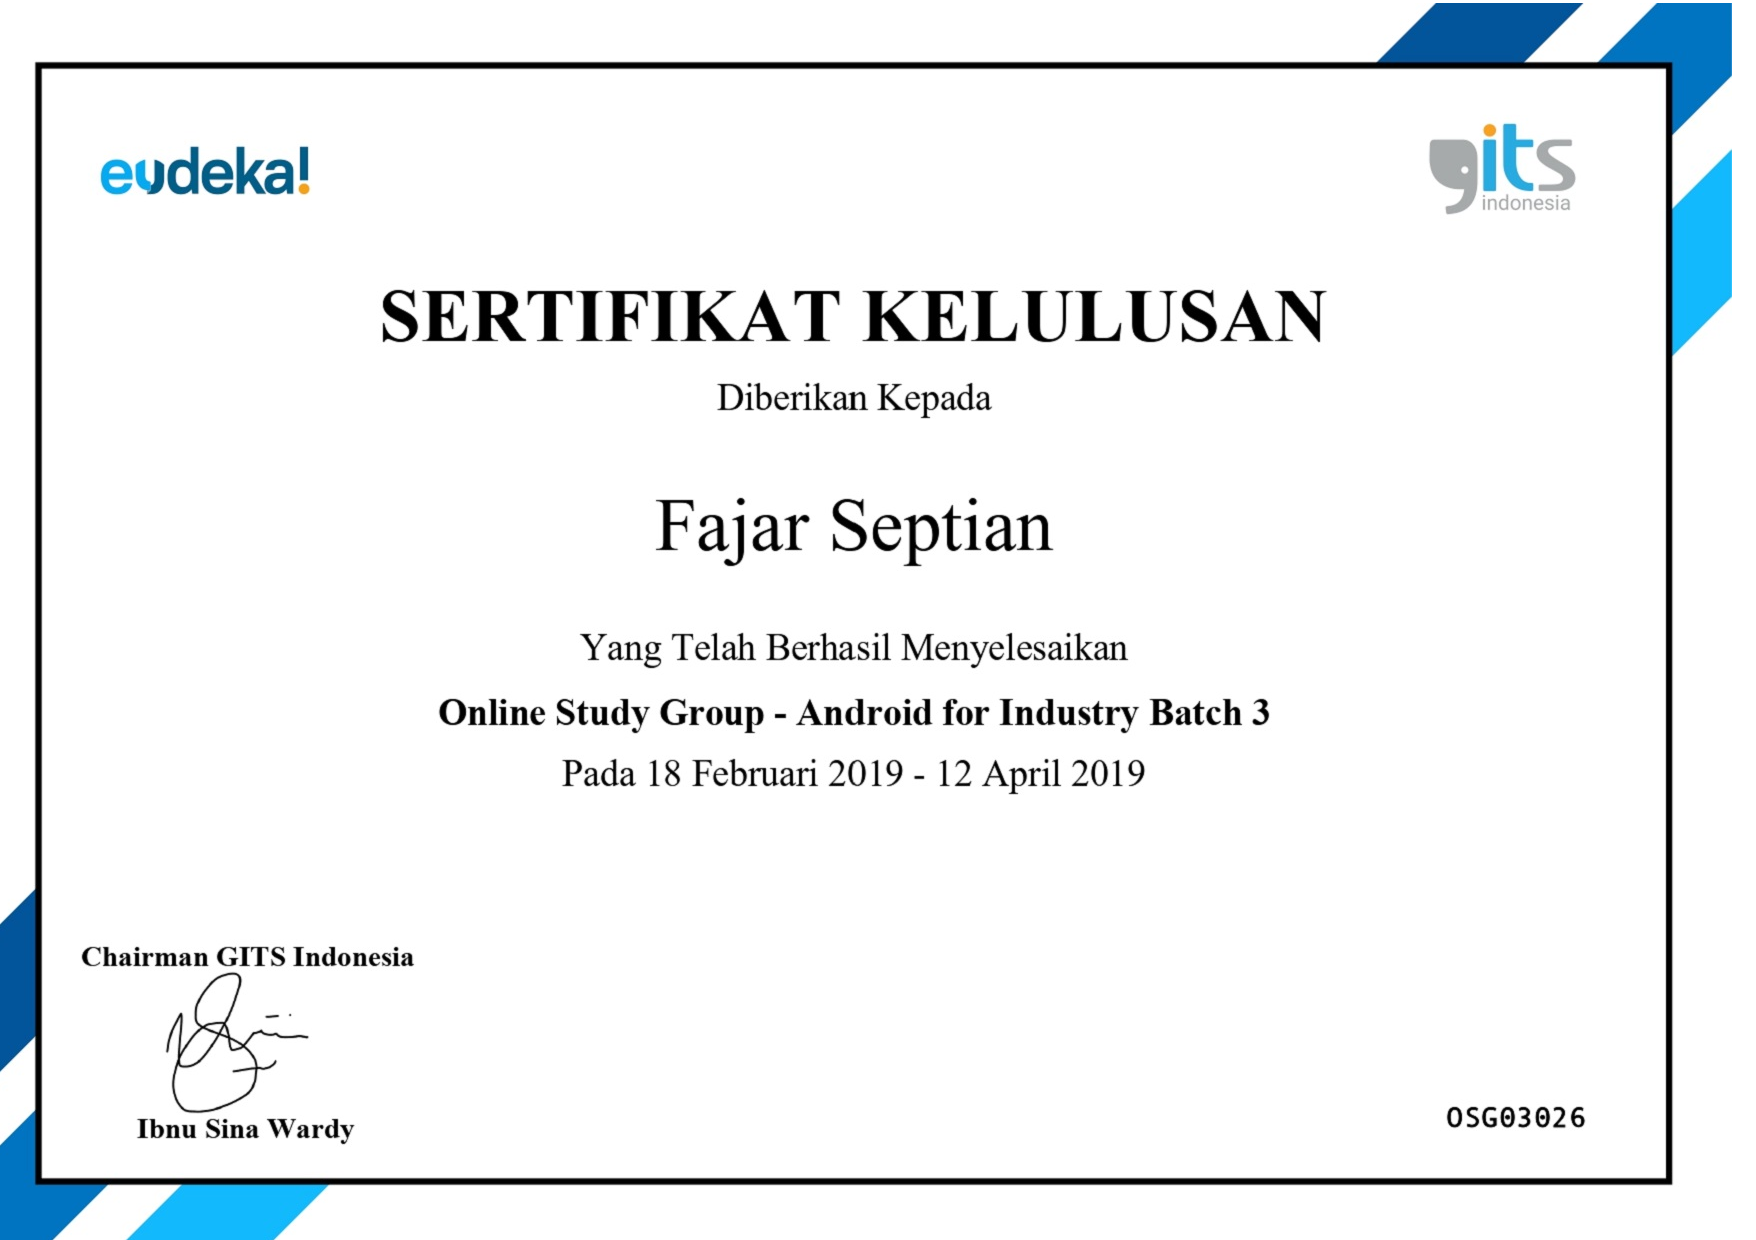 eudeka!
gits
indonesia
SERTIFIKAT KELULUSAN
Diberikan Kepada
Fajar Septian
Yang Telah Berhasil Menyelesaikan
Online Study Group - Android for Industry Batch 3
Pada 18 Februari 2019 - 12 April 2019
Chairman GITS Indonesia
Ibnu Sina Wardy
OSG03026